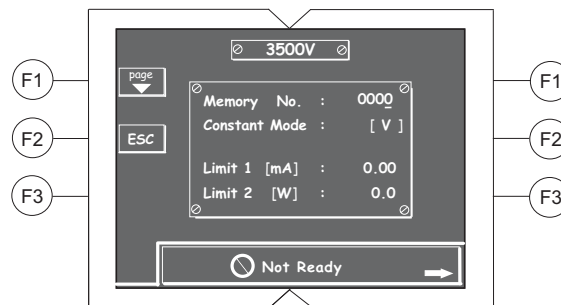 3500V
F1 page F1
Memory No. : 0000
Constant Mode : [ V ]
F2 ESC F2
Limit 1 [mA] : 0.00
F3 Limit 2 [W] : 0.0 F3
Not Ready